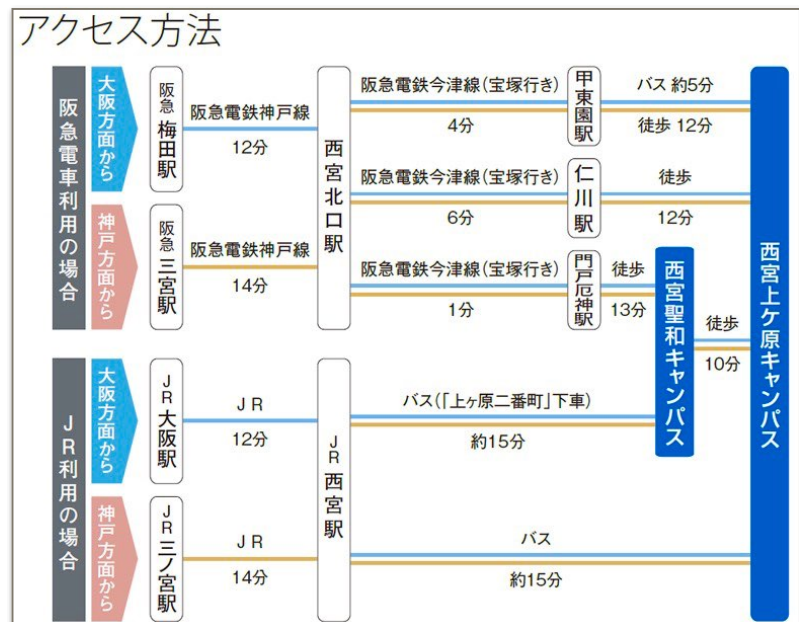 アクセス方法
阪急電車利用の場合
大阪方面から
阪急 梅田駅
阪急電鉄神戸線
12分
神戸方面から
阪急 三宮駅
阪急電鉄神戸線
14分
西宮北口駅
阪急電鉄今津線(宝塚行き)
4分
甲東園駅
バス 約5分
徒歩 12分
阪急電鉄今津線(宝塚行き)
6分
仁川駅
徒歩
12分
阪急電鉄今津線(宝塚行き)
1分
門戸厄神駅
徒歩
13分
西宮聖和キャンパス
徒歩
10分
西宮上ケ原キャンパス
JR利用の場合
大阪方面から
JR 大阪駅
JR
12分
神戸方面から
JR 三ノ宮駅
JR
14分
JR 西宮駅
バス(「上ヶ原二番町」下車)
約15分
バス
約15分